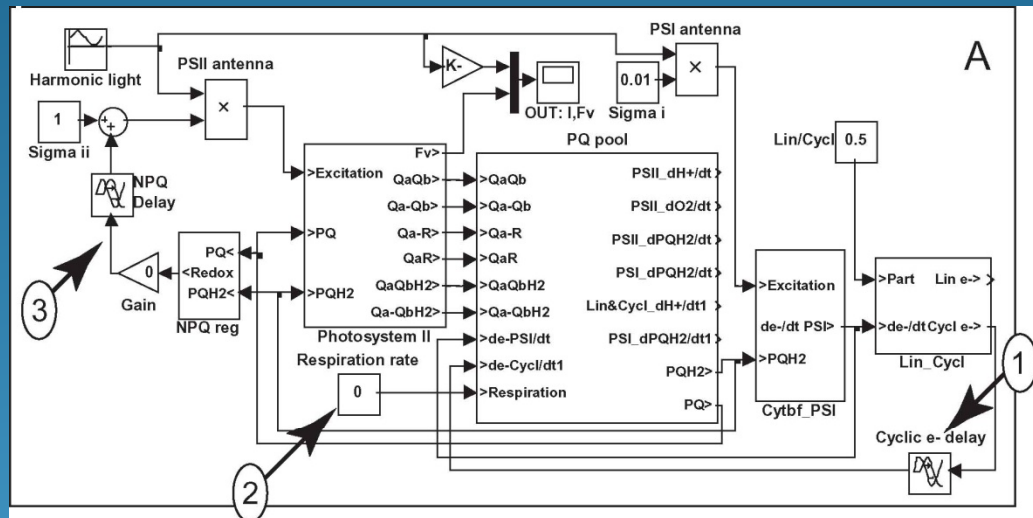 A
Harmonic light
PSII antenna
×
K-
OUT: I,Fv
PSI antenna
×
0.01
Sigma i
1
Sigma ii
+
+
NPQ
Delay
3
0
Gain
PQ<
<Redox
PQH2<
NPQ reg
Fv>
>Excitation
QaQb>
Qa-Qb>
>PQ
Qa-R>
QaR>
>PQH2
QaQbH2>
Qa-QbH2>
Photosystem II
PQ pool
>QaQb
>Qa-Qb
>Qa-R
>QaR
>QaQbH2
>Qa-QbH2
>de-PSI/dt
>de-Cycl/dt1
>Respiration
PSII_dH+/dt
PSII_dO2/dt
PSII_dPQH2/dt
PSI_dPQH2/dt
Lin&Cycl_dH+/dt1
PSI_dPQH2/dt1
PQH2>
PQ>
Respiration rate
0
2
Lin/Cycl
0.5
>Excitation
de-/dt PSI>
>PQH2
Cytbf_PSI
>Part
Lin e->
>de-/dt Cycl e->
Lin_Cycl
1
Cyclic e- delay